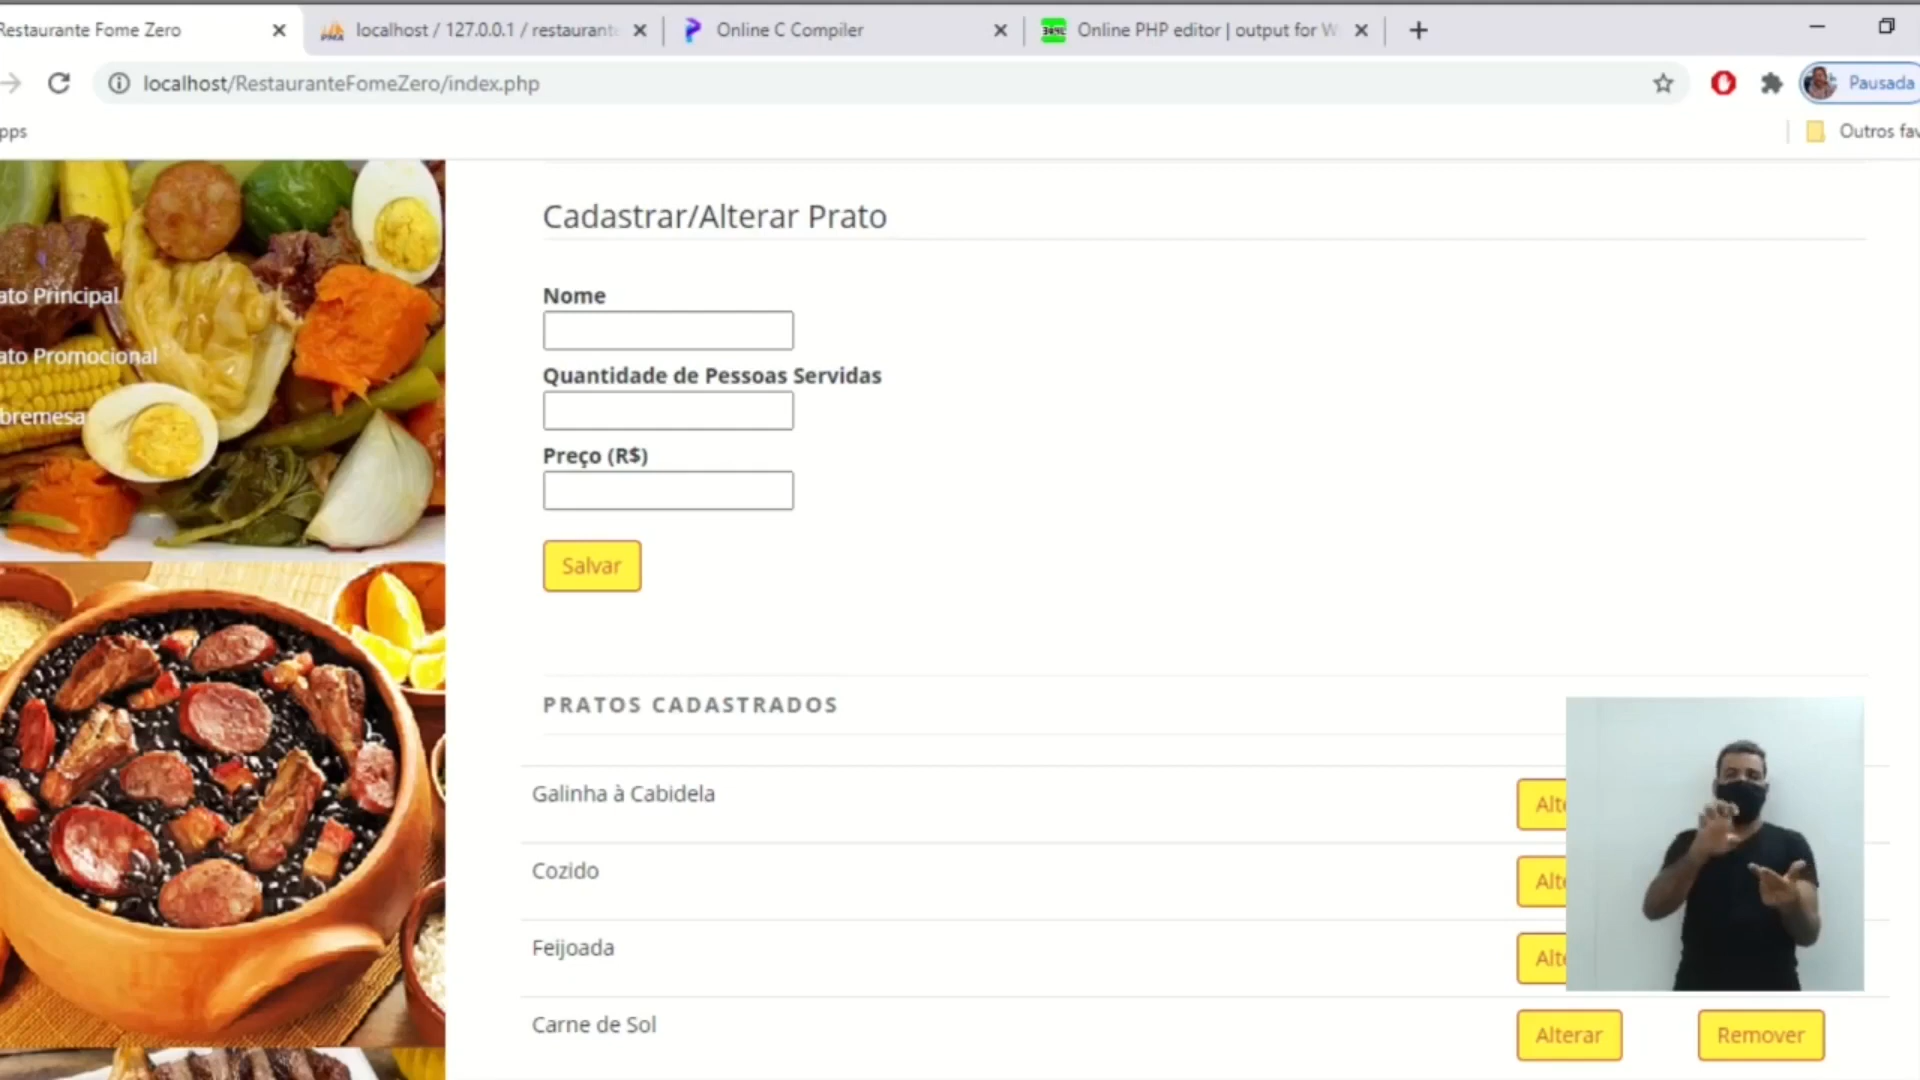 Restaurante Fome Zero
localhost / 127.0.0.1 / restaurant
Online C Compiler
Online PHP editor | output for W
localhost/RestauranteFomeZero/index.php
Pausada
pps
Outros fav
Cadastrar/Alterar Prato
Nome
ato Principal
ato Promocional
Quantidade de Pessoas Servidas
bremesa
Preço (R$)
Salvar
PRATOS CADASTRADOS
Galinha à Cabidela
Alte
Cozido
Alte
Feijoada
Alte
Carne de Sol
Alterar
Remover